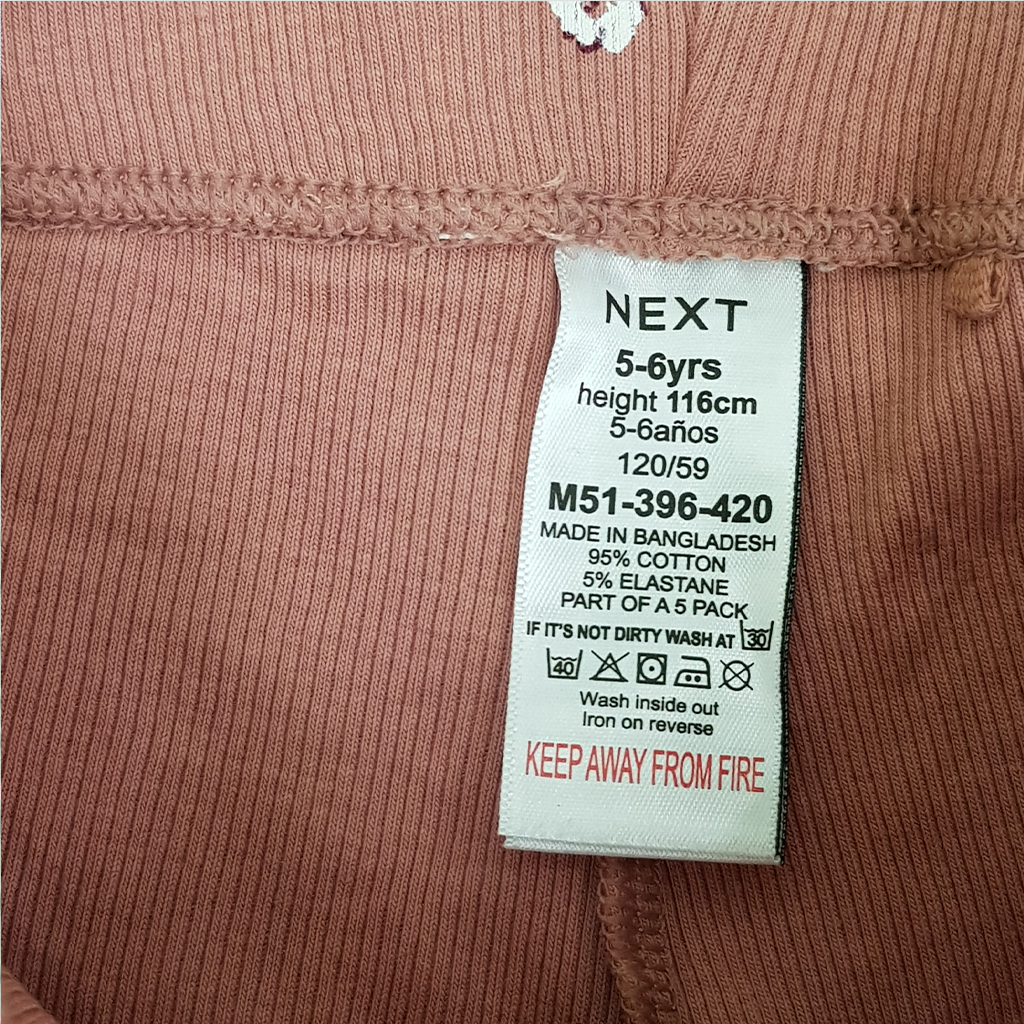 NEXT
5-6yrs
height 116cm
5-6años
120/59
M51-396-420
MADE IN BANGLADESH
95% COTTON
5% ELASTANE
PART OF A 5 PACK
IF IT'S NOT DIRTY WASH AT 30
40
Wash inside out
Iron on reverse
KEEP AWAY FROM FIRE